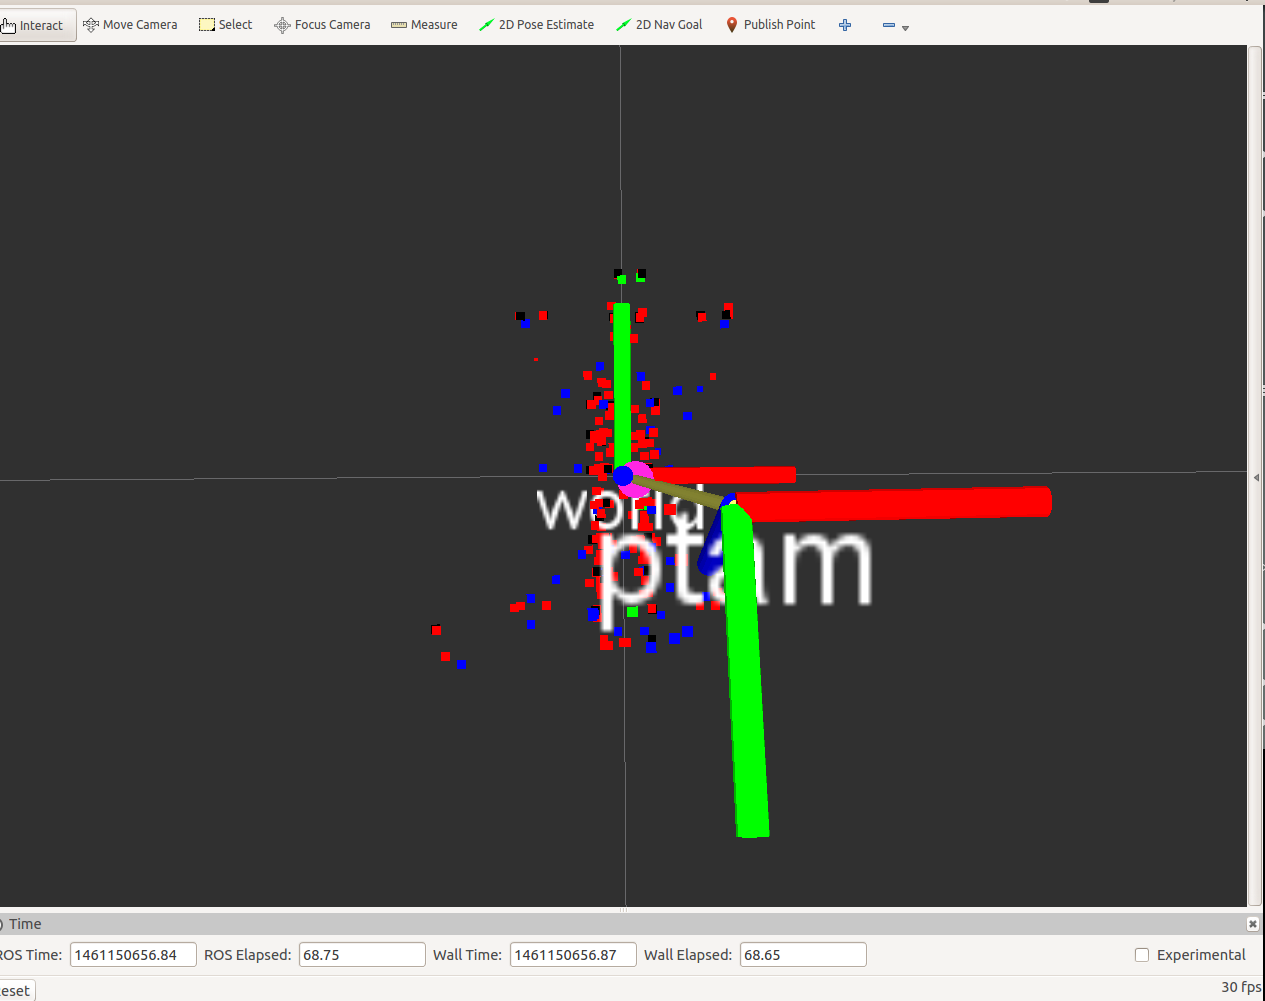 Interact Move Camera Select Focus Camera Measure 2D Pose Estimate 2D Nav Goal Publish Point
world
ptam
Time
ROS Time: 1461150656.84 ROS Elapsed: 68.75 Wall Time: 1461150656.87 Wall Elapsed: 68.65 Experimental
eset 30 fps